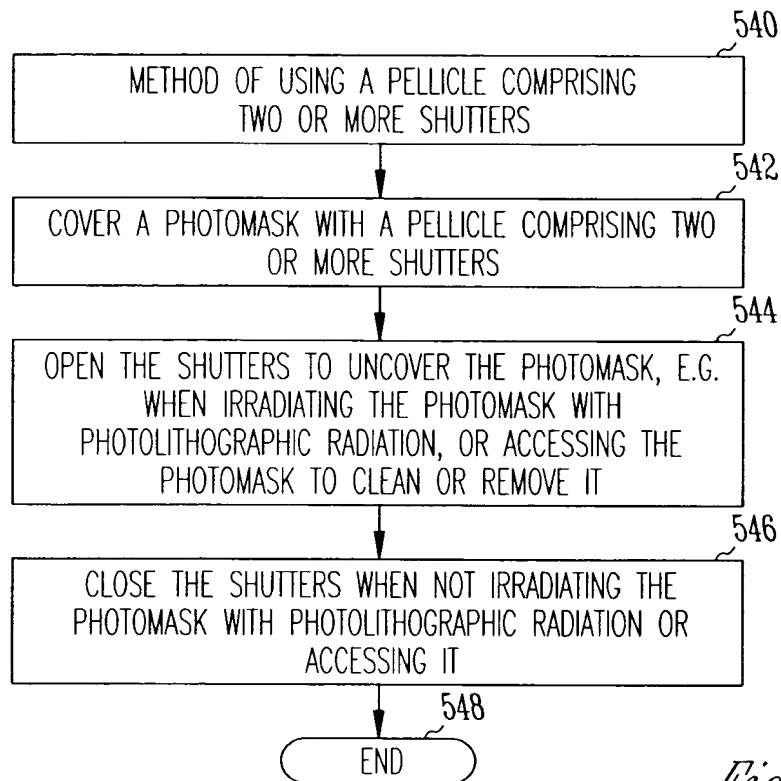 540
METHOD OF USING A PELLICLE COMPRISING
TWO OR MORE SHUTTERS
542
COVER A PHOTOMASK WITH A PELLICLE COMPRISING TWO
OR MORE SHUTTERS
544
OPEN THE SHUTTERS TO UNCOVER THE PHOTOMASK, E.G.
WHEN IRRADIATING THE PHOTOMASK WITH
PHOTOLITHOGRAPHIC RADIATION, OR ACCESSING THE
PHOTOMASK TO CLEAN OR REMOVE IT
546
CLOSE THE SHUTTERS WHEN NOT IRRADIATING THE
PHOTOMASK WITH PHOTOLITHOGRAPHIC RADIATION OR
ACCESSING IT
548
END